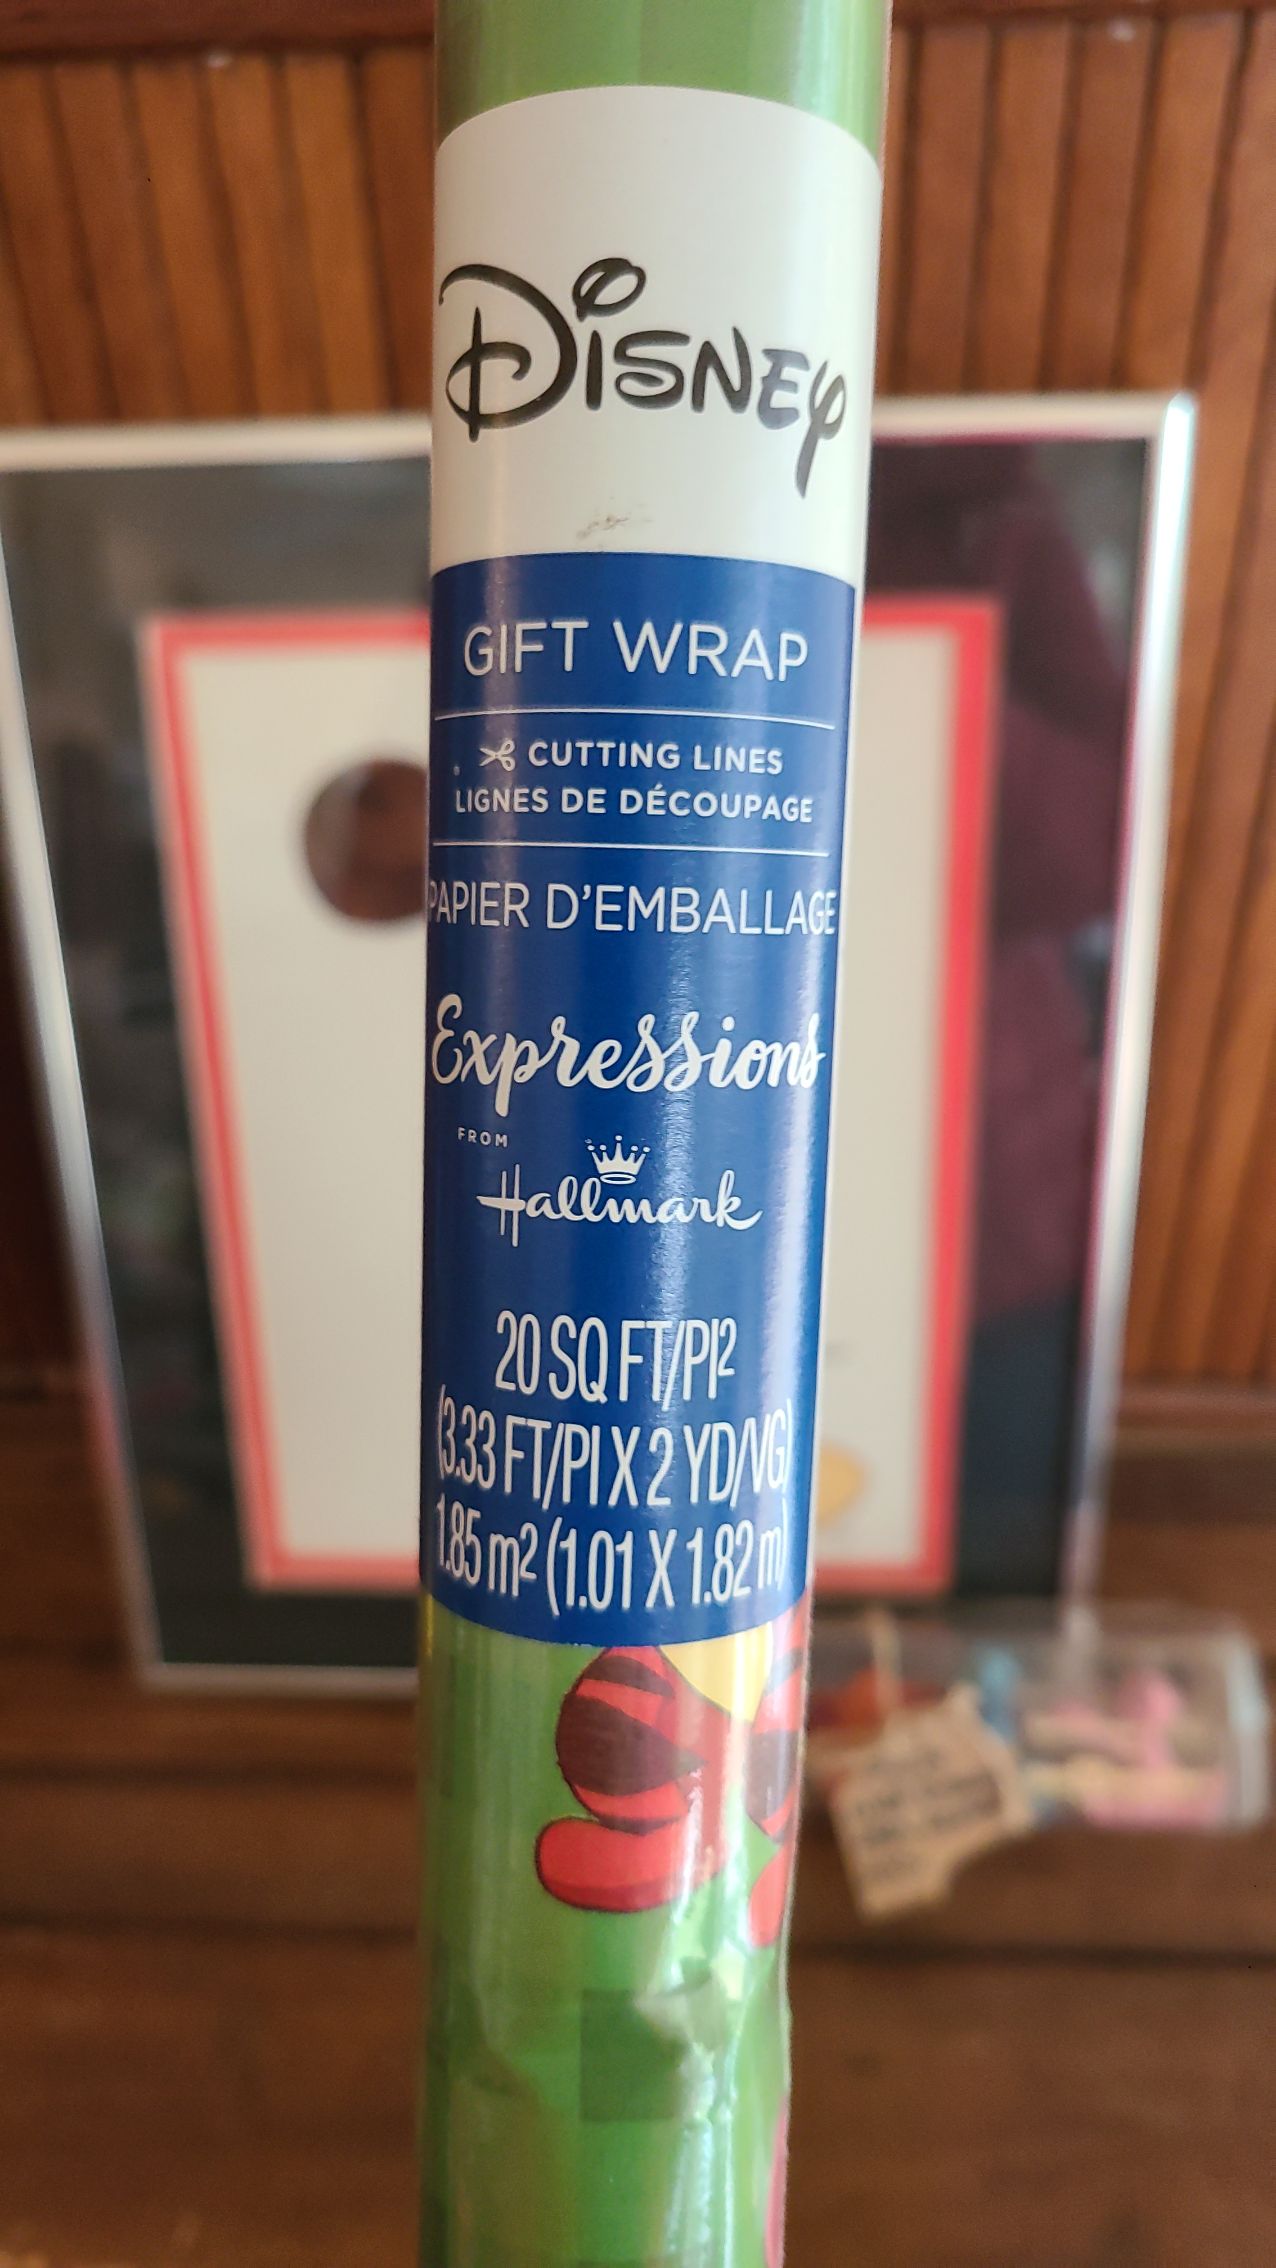 Disney
GIFT WRAP
CUTTING LINES
LIGNES DE DÉCOUPAGE
PAPIER D'EMBALLAGE
Expressions
FROM
Hallmark
20 SQ FT/PI²
(3.33 FT/PI X 2 YD/VG)
1.85 m² (1.01 X 1.82 m)